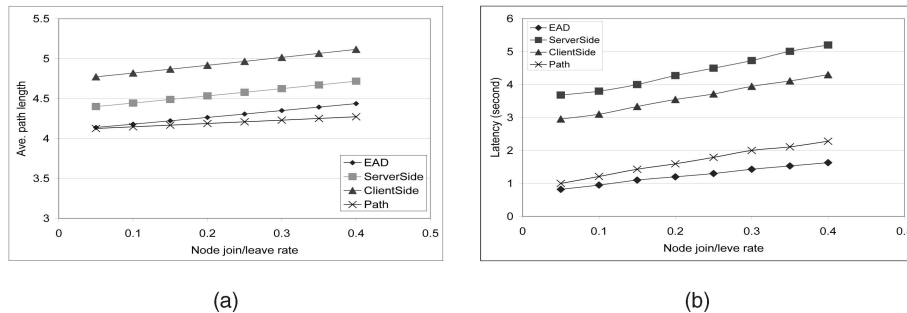 5.5
5
4.5
4
3.5
3
0
0.1
0.2
0.3
0.4
0.5
Ave. path length
Node join/leave rate
EAD
ServerSide
ClientSide
Path
(a)
6
5
4
3
2
1
0
0
0.1
0.2
0.3
0.4
0.5
Latency (second)
Node join/leve rate
EAD
ServerSide
ClientSide
Path
(b)